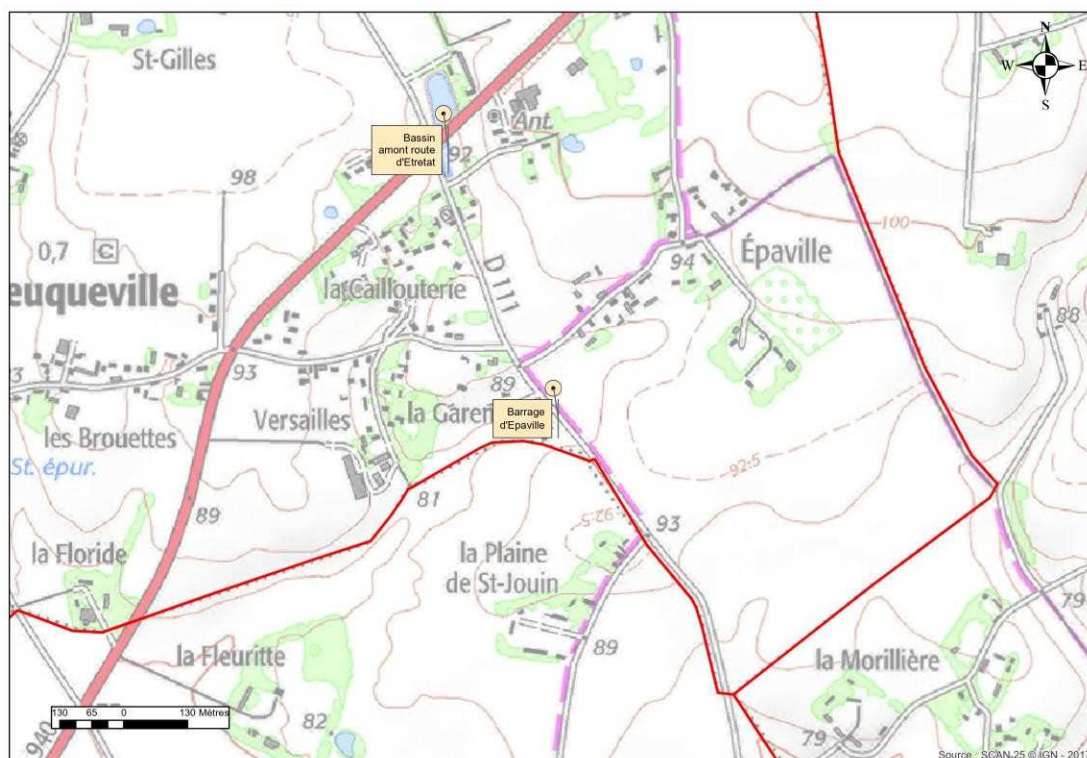 St-Gilles
N
W
E
S
Ant.
Bassin
amont route
d'Etretat
92
98
100
0,7
C
Épaville
94
D 111
la Caillouterie
euqueville
88
93
89
Barrage
d'Epaville
Versailles
la Garen
les Brouettes
St. épur.
92.5
81
89
92.5
93
la Plaine
de St-Jouin
la Floride
79
89
la Fleuritte
la Morillière
130 65 0 130 Mètres
82
79
940
Source : SCAN 25 © IGN - 2017